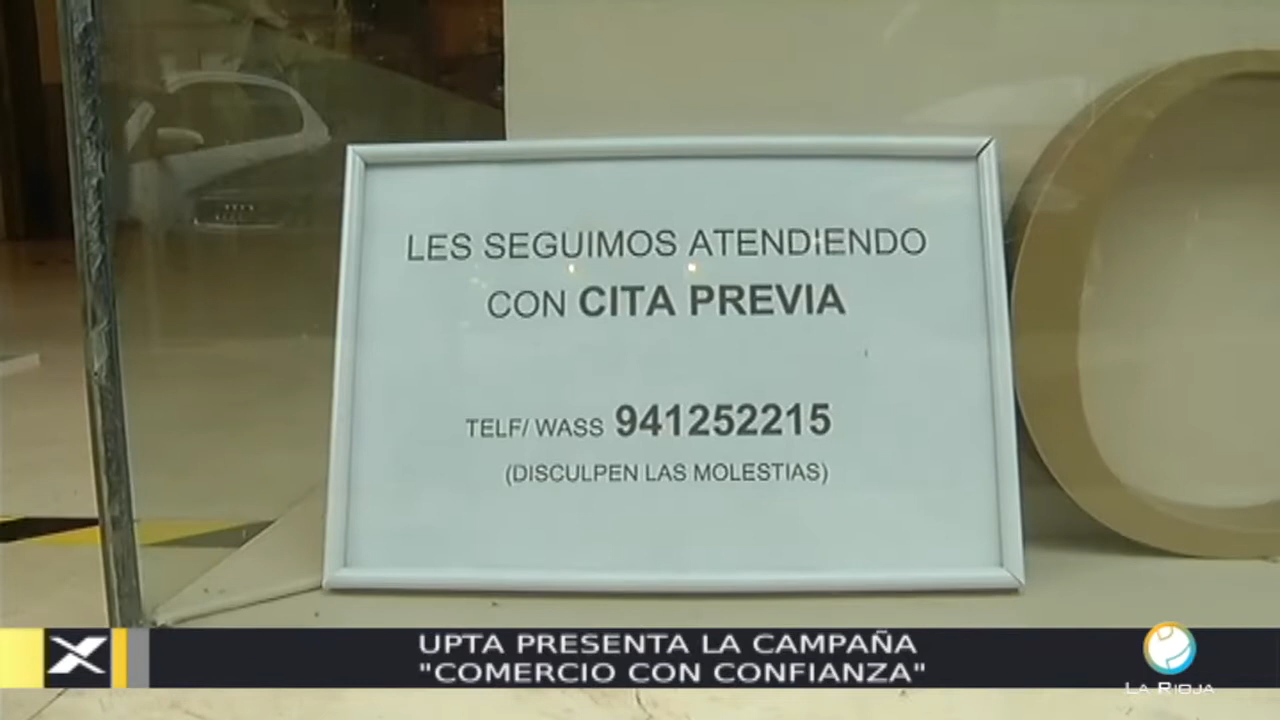 LES SEGUIMOS ATENDIENDO
CON CITA PREVIA
TELF/ WASS 941252215
(DISCULPEN LAS MOLESTIAS)
UPTA PRESENTA LA CAMPAÑA
"COMERCIO CON CONFIANZA"
LA RIOJA